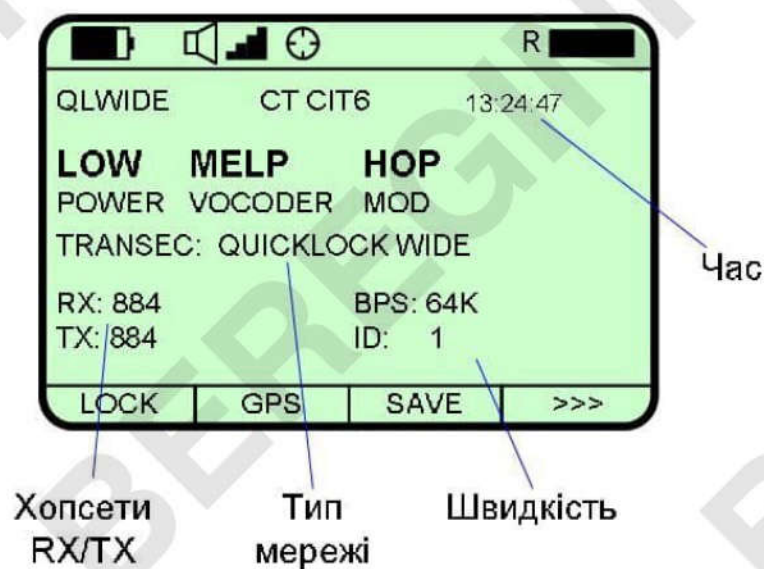 R
QLWIDE CT CIT6 13:24:47
LOW MELP HOP
POWER VOCODER MOD
TRANSEC: QUICKLOCK WIDE
Час
RX: 884 BPS: 64K
TX: 884 ID: 1
LOCK GPS SAVE >>>
Хопсети Тип Швидкість
RX/TX мережі
BEREGINI